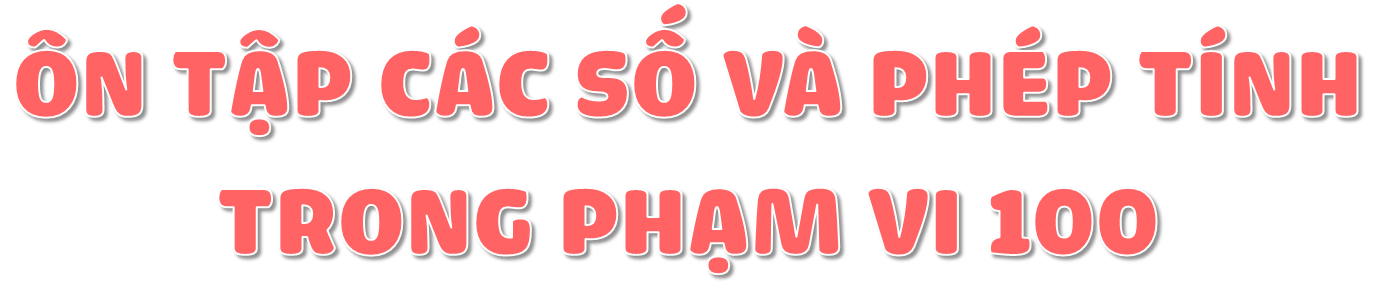 ÔN TẬP CÁC SỐ VÀ PHÉP TÍNH
TRONG PHẠM VI 100